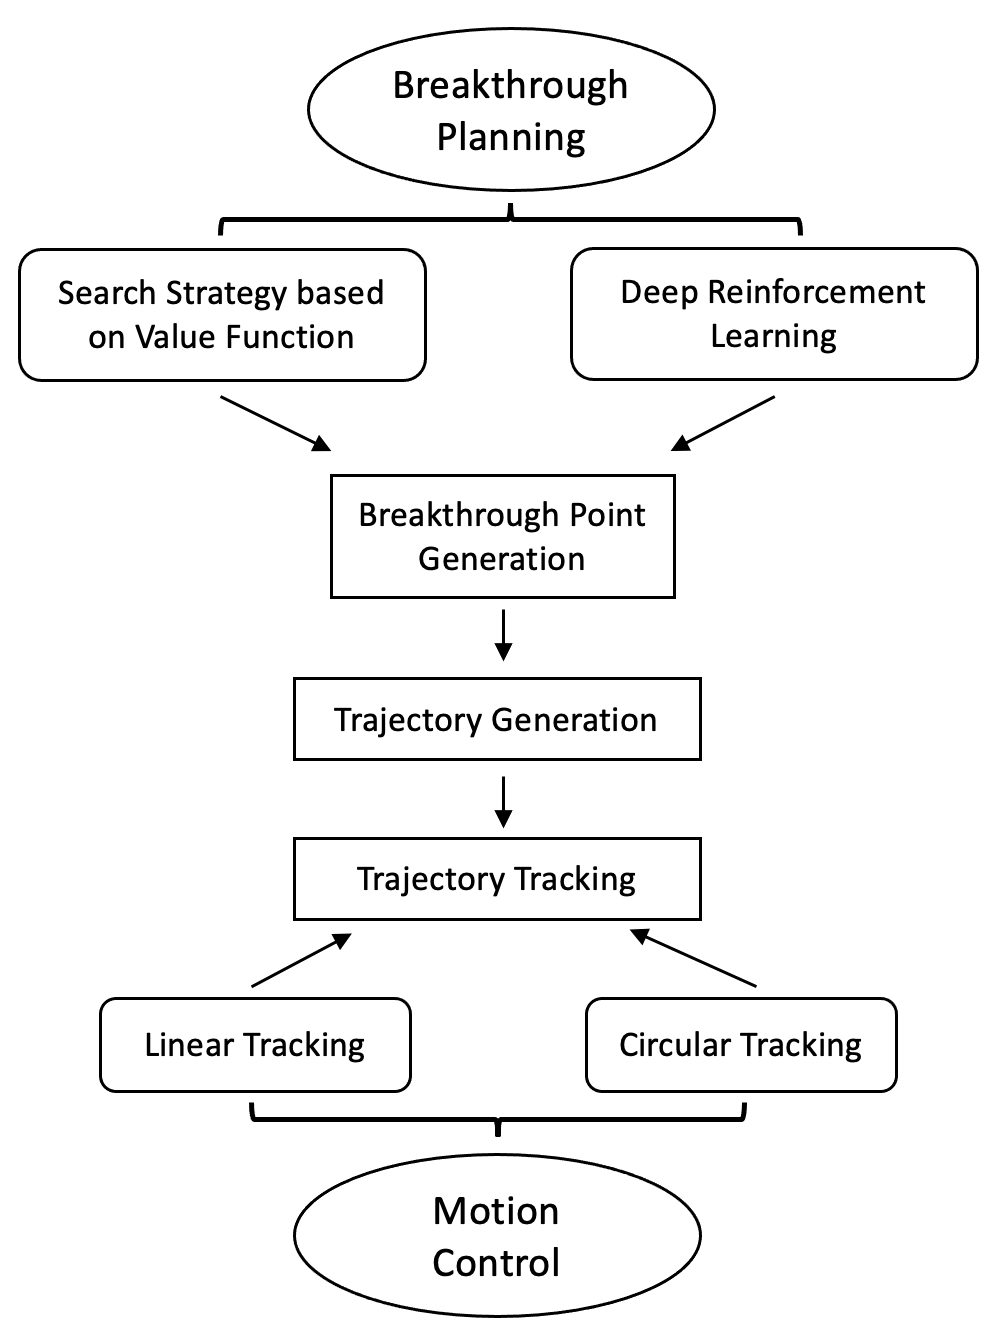 Breakthrough
Planning
Search Strategy based
on Value Function
Deep Reinforcement
Learning
Breakthrough Point
Generation
Trajectory Generation
Trajectory Tracking
Linear Tracking
Circular Tracking
Motion
Control